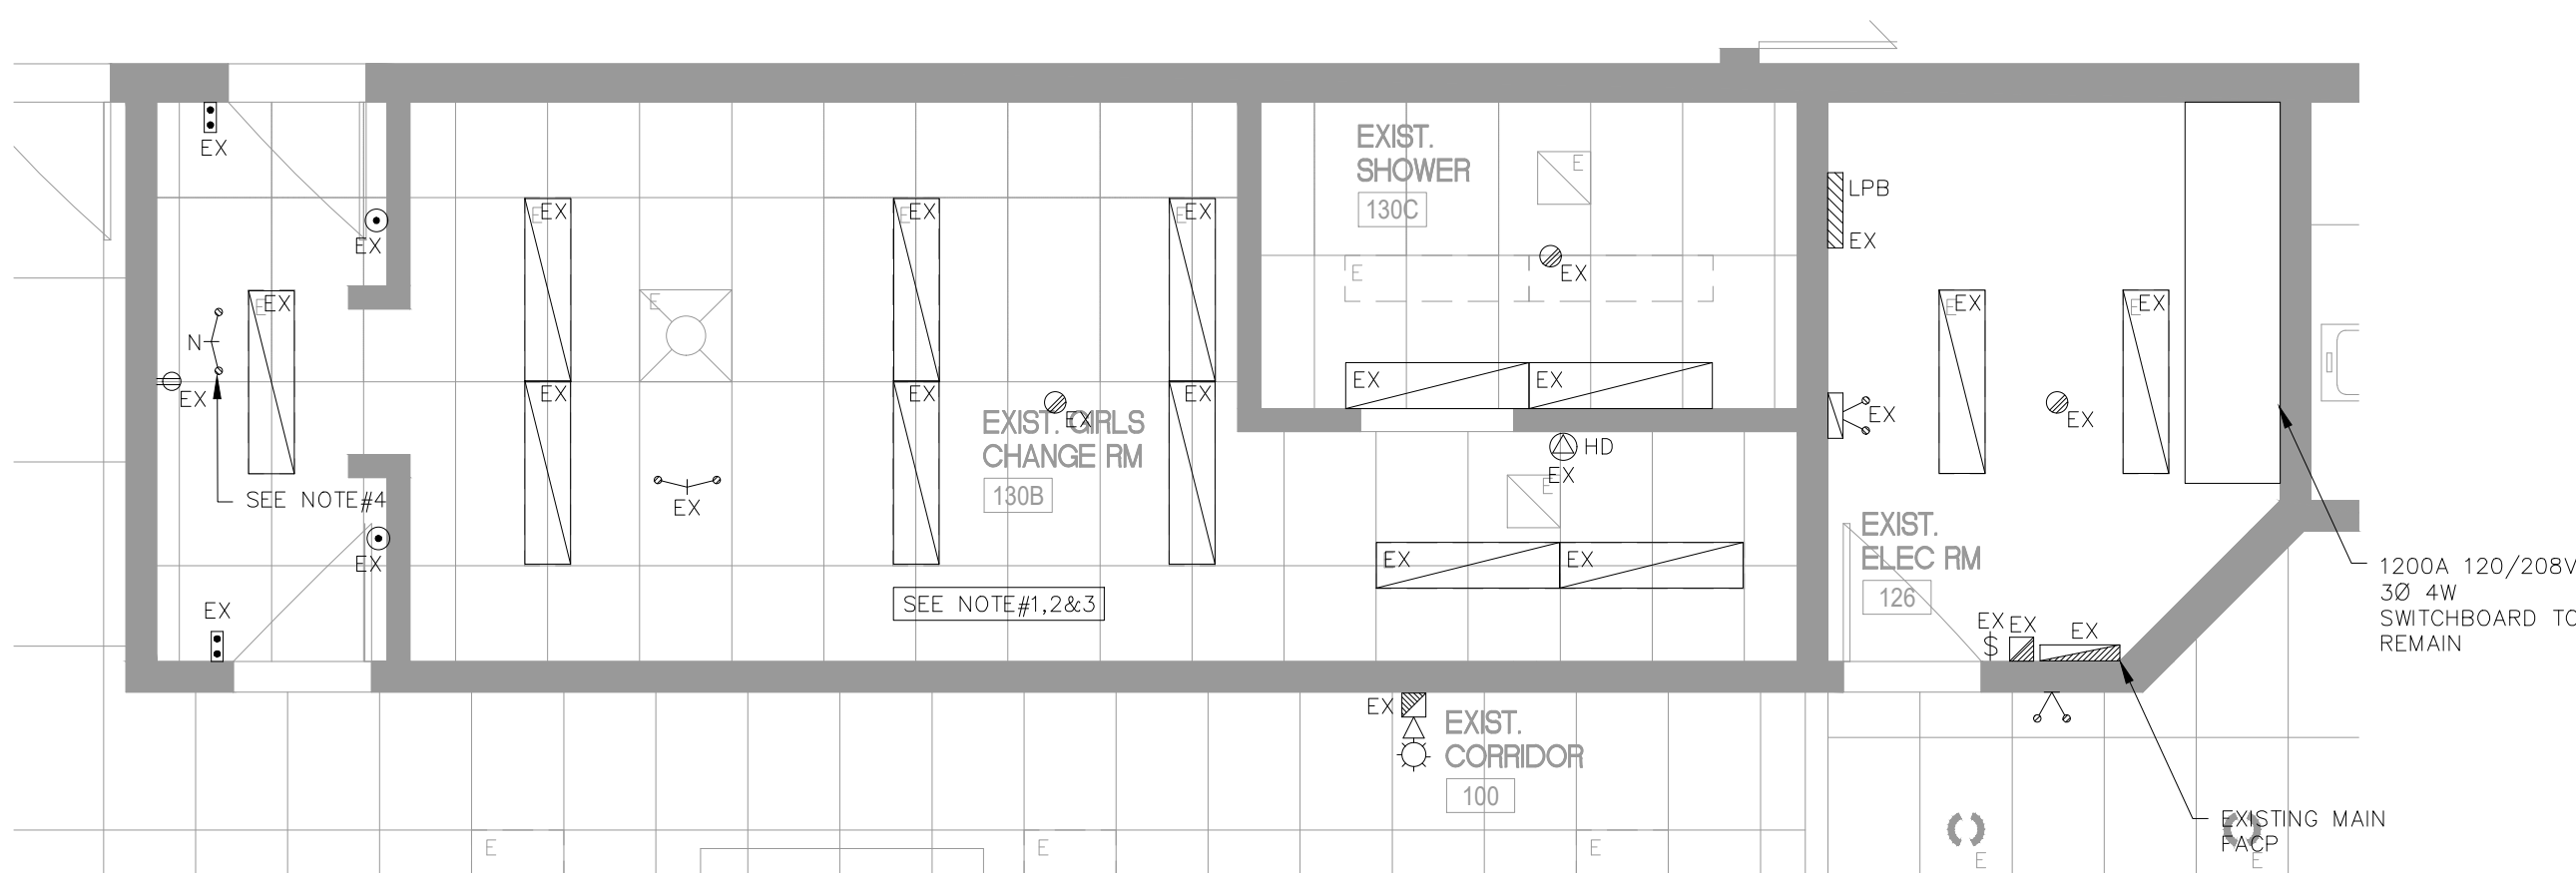 EX
EX
E
EX
N
EX
SEE NOTE#4
EX
EX
E
EX
EX
E
E
EX
EX
E
EX
EX
EX
EXIST. GIRLS
CHANGE RM
130B
EX
SEE NOTE#1,2&3
EXIST.
SHOWER
130C
E
E
EX
EX
EX
HD
EX
E
EX
EX
LPB
EX
EX
E
EX
E
EX
EX
EXIST.
ELEC RM
126
EX
S
EX
EX
1200A 120/208V
3Ø 4W
SWITCHBOARD TO
REMAIN
EX
EXIST.
CORRIDOR
100
EXISTING MAIN
FACP
E
E
E
E
E